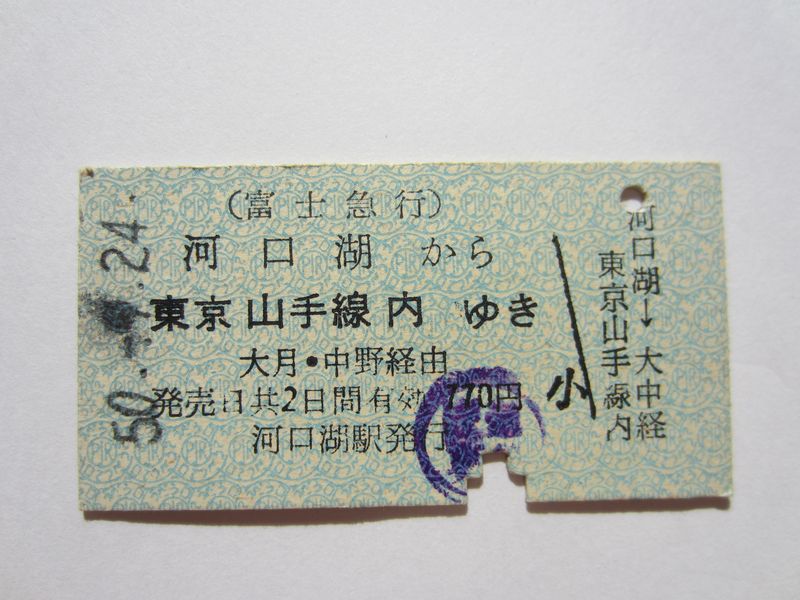 (富士急行)
河口湖から
東京山手線内 ゆき
大月・中野経由
発売日共2日間有効 770円
河口湖駅発行
小
河口湖→大中経
東京山手線内